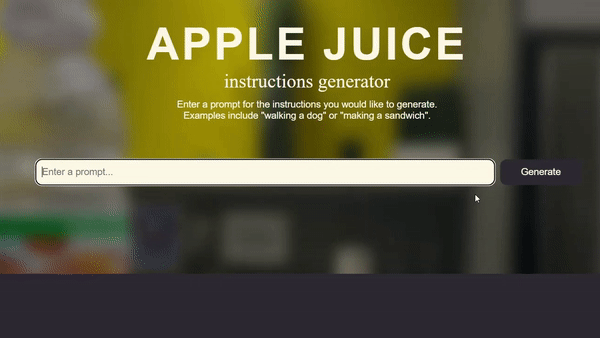 APPLE JUICE
instructions generator
Enter a prompt for the instructions you would like to generate.
Examples include "walking a dog" or "making a sandwich".
Enter a prompt...
Generate